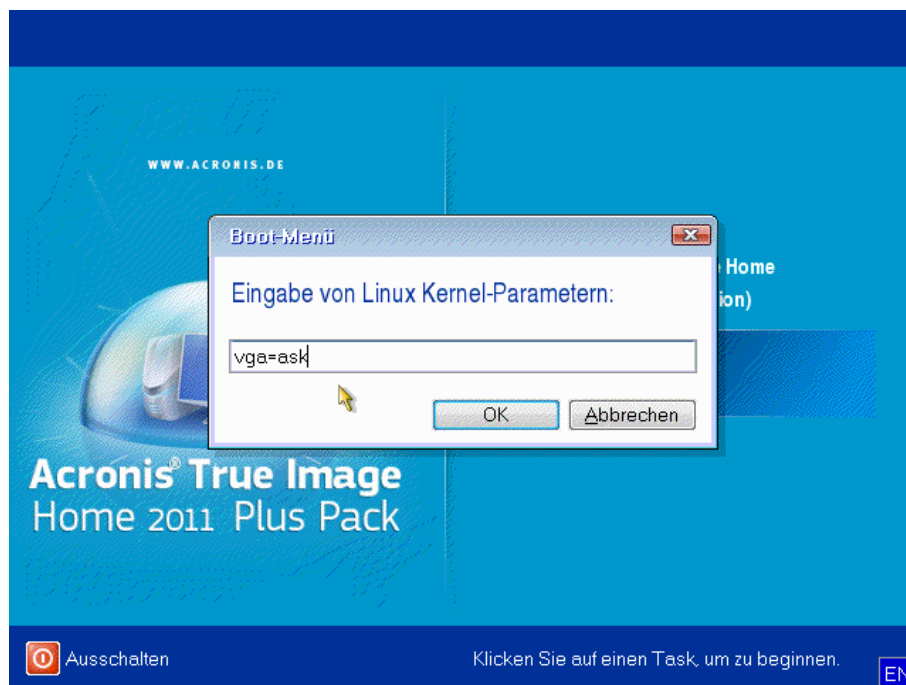 WWW.ACRONIS.DE
Boot-Menü
Home
ion)
Eingabe von Linux Kernel-Parametern:
vga=ask
OK
Abbrechen
Acronis® True Image
Home 2011 Plus Pack
Ausschalten
Klicken Sie auf einen Task, um zu beginnen.
EN